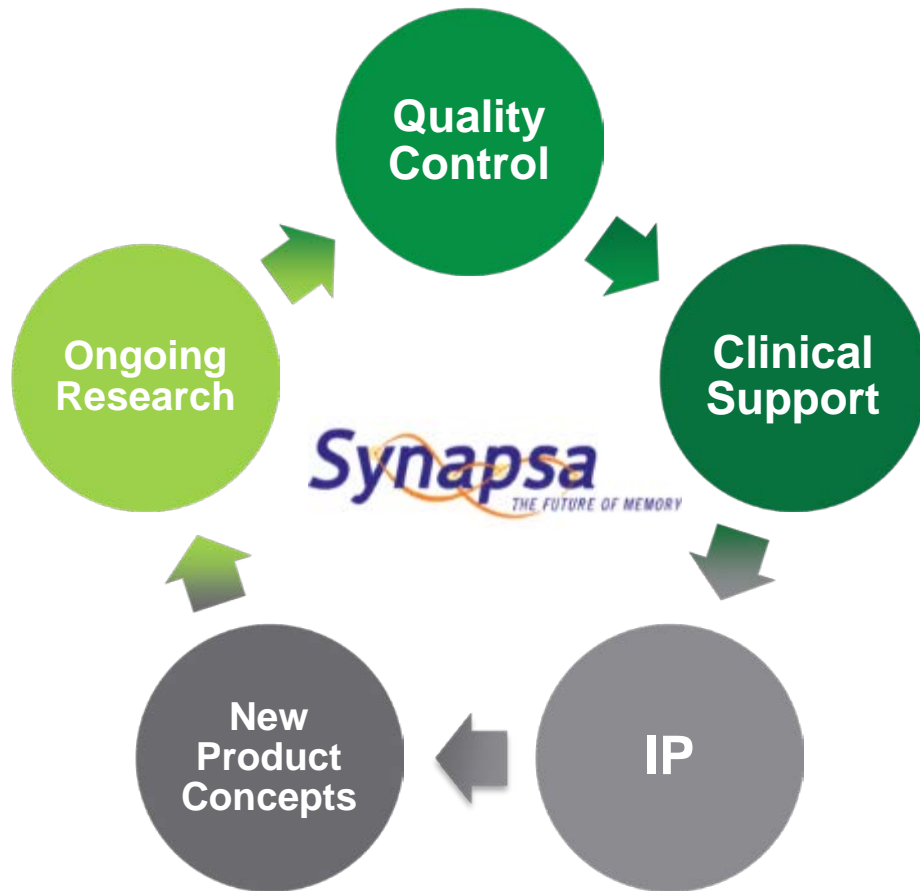 Quality
Control
Clinical
Support
IP
New
Product
Concepts
Ongoing
Research
Synapsa
THE FUTURE OF MEMORY